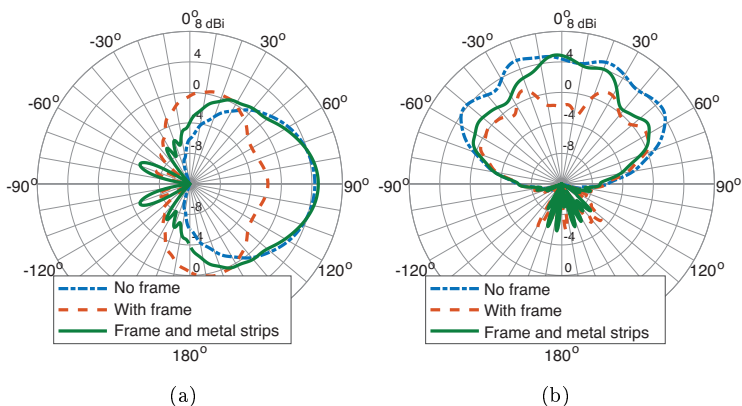 0° 8 dBi
-30° 30°
4
0
-60° 60°
-4
-8
-90° 90°
-8
-4
-120° 120°
0
No frame
With frame
Frame and metal strips
180°
(a)
0° 8 dBi
-30° 30°
4
0
-60° 60°
-4
-8
-90° 90°
-4
-120° 120°
0
No frame
With frame
Frame and metal strips
180°
(b)